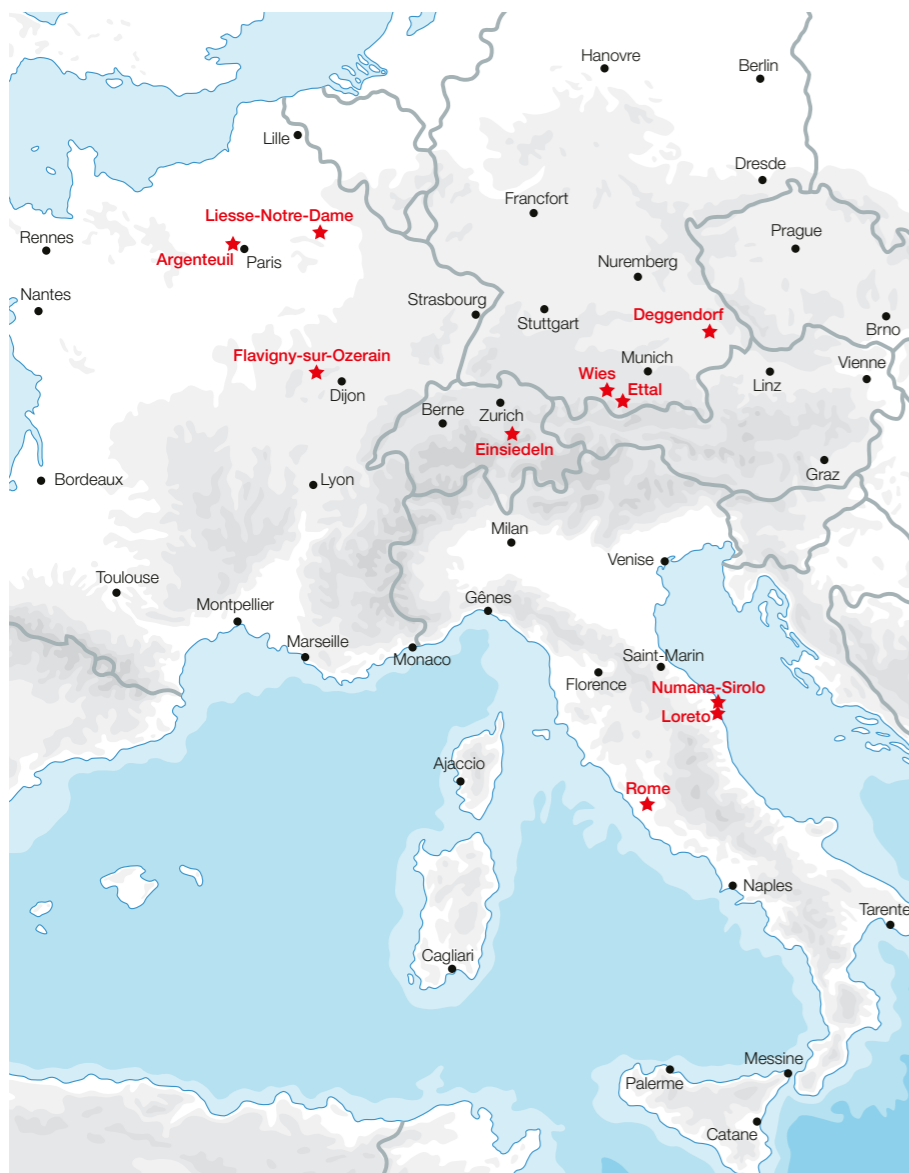 Hanovre
Berlin
Lille
Dresde
Francfort
Liesse-Notre-Dame
Rennes
Argenteuil
Paris
Prague
Nuremberg
Nantes
Strasbourg
Stuttgart
Deggendorf
Brno
Flavigny-sur-Ozerain
Dijon
Munich
Wies
Ettal
Linz
Vienne
Berne
Zurich
Einsiedeln
Graz
Bordeaux
Lyon
Milan
Venise
Toulouse
Montpellier
Gênes
Marseille
Monaco
Saint-Marin
Florence
Numana-Sirolo
Loreto
Ajaccio
Rome
Naples
Tarente
Cagliari
Messine
Palerme
Catane